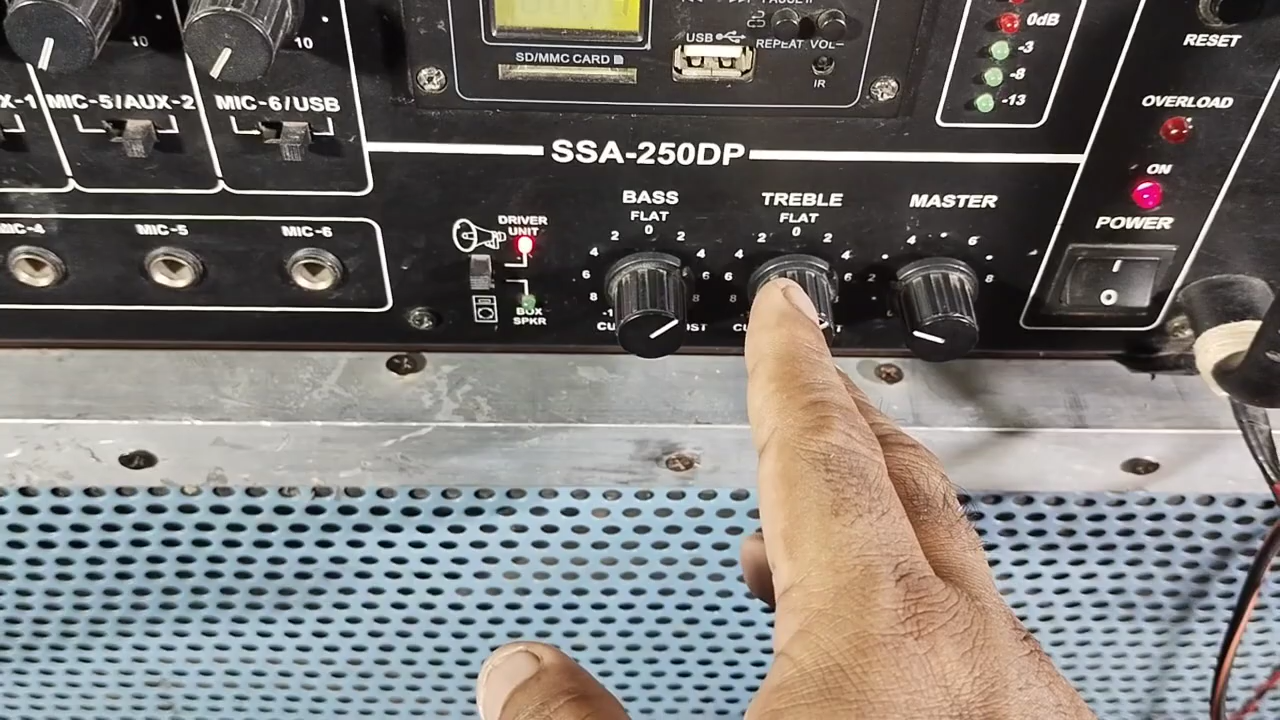 USB
REPEAT VOL−
SD/MMC CARD
IR
0dB
-3
-8
-13
RESET
10
10
X-1
MIC-5/AUX-2
MIC-6/USB
OVERLOAD
ON
POWER
SSA-250DP
MIC-4
MIC-5
MIC-6
DRIVER
UNIT
BOX
SPKR
BASS
FLAT
0
2 2
4 4
6 6
8 8
TREBLE
FLAT
0
2 2
4 4
6 6
8
MASTER
4 6
2 8